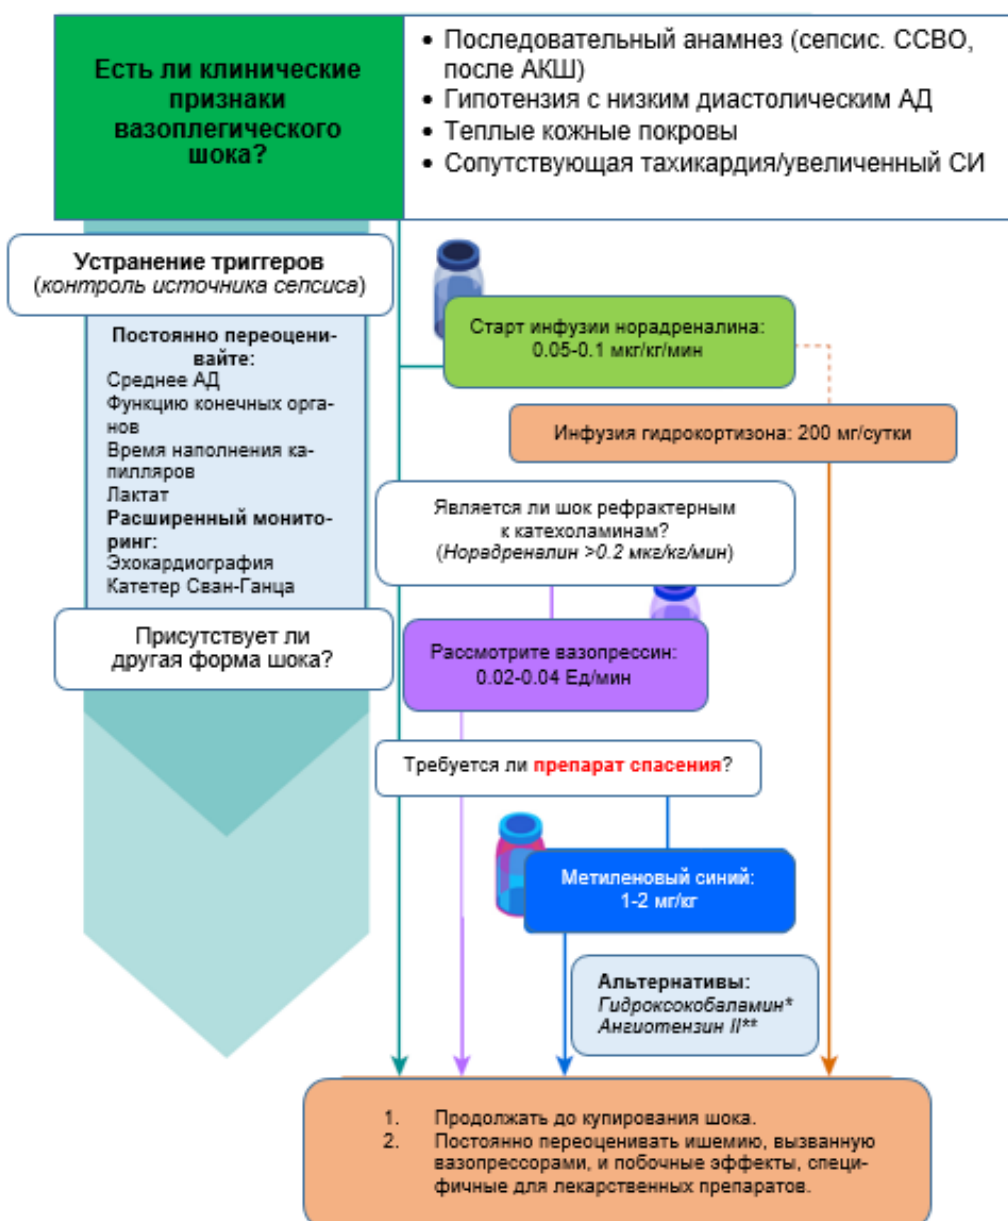 Есть ли клинические
признаки
вазоплегического
шока?
• Последовательный анамнез (сепсис. ССВО,
после АКШ)
• Гипотензия с низким диастолическим АД
• Теплые кожные покровы
• Сопутствующая тахикардия/увеличенный СИ
Устранение триггеров
(контроль источника сепсиса)
Старт инфузии норадреналина:
0.05-0.1 мкг/кг/мин
Постоянно переоцени-
вайте:
Среднее АД
Функцию конечных орга-
нов
Время наполнения ка-
пилляров
Лактат
Расширенный монито-
ринг:
Эхокардиография
Катетер Сван-Ганца
Инфузия гидрокортизона: 200 мг/сутки
Является ли шок рефрактерным
к катехоламинам?
(Норадреналин >0.2 мкг/кг/мин)
Присутствует ли
другая форма шока?
Рассмотрите вазопрессин:
0.02-0.04 Ед/мин
Требуется ли препарат спасения?
Метиленовый синий:
1-2 мг/кг
Альтернативы:
Гидроксокобаламин*
Ангиотензин II**
1. Продолжать до купирования шока.
2. Постоянно переоценивать ишемию, вызванную
вазопрессорами, и побочные эффекты, специ-
фичные для лекарственных препаратов.